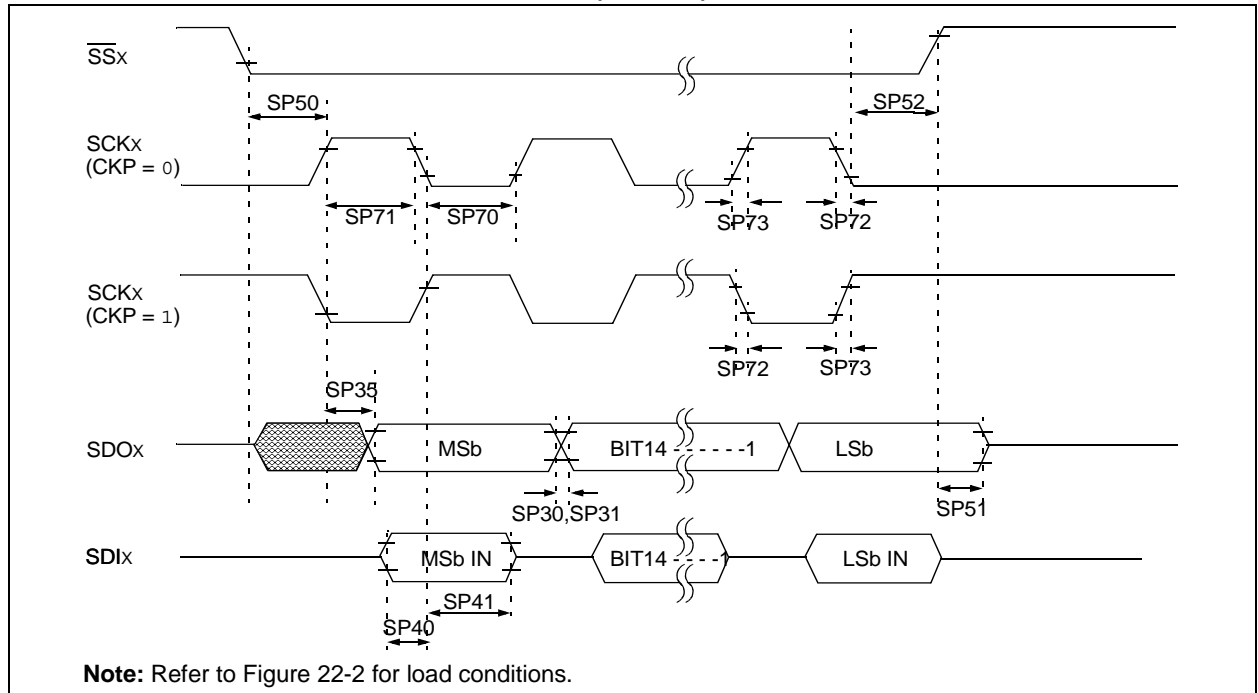 SSX
SP50
SP52
SCKX
(CKP = 0)
SP71
SP70
SP73
SP72
SCKX
(CKP = 1)
SP72
SP73
SP35
SDOX
MSb
BIT14 - - - - - -1
LSb
SP30,SP31
SP51
SDIX
MSb IN
BIT14 - - - - -1
LSb IN
SP41
SP40
Note: Refer to Figure 22-2 for load conditions.